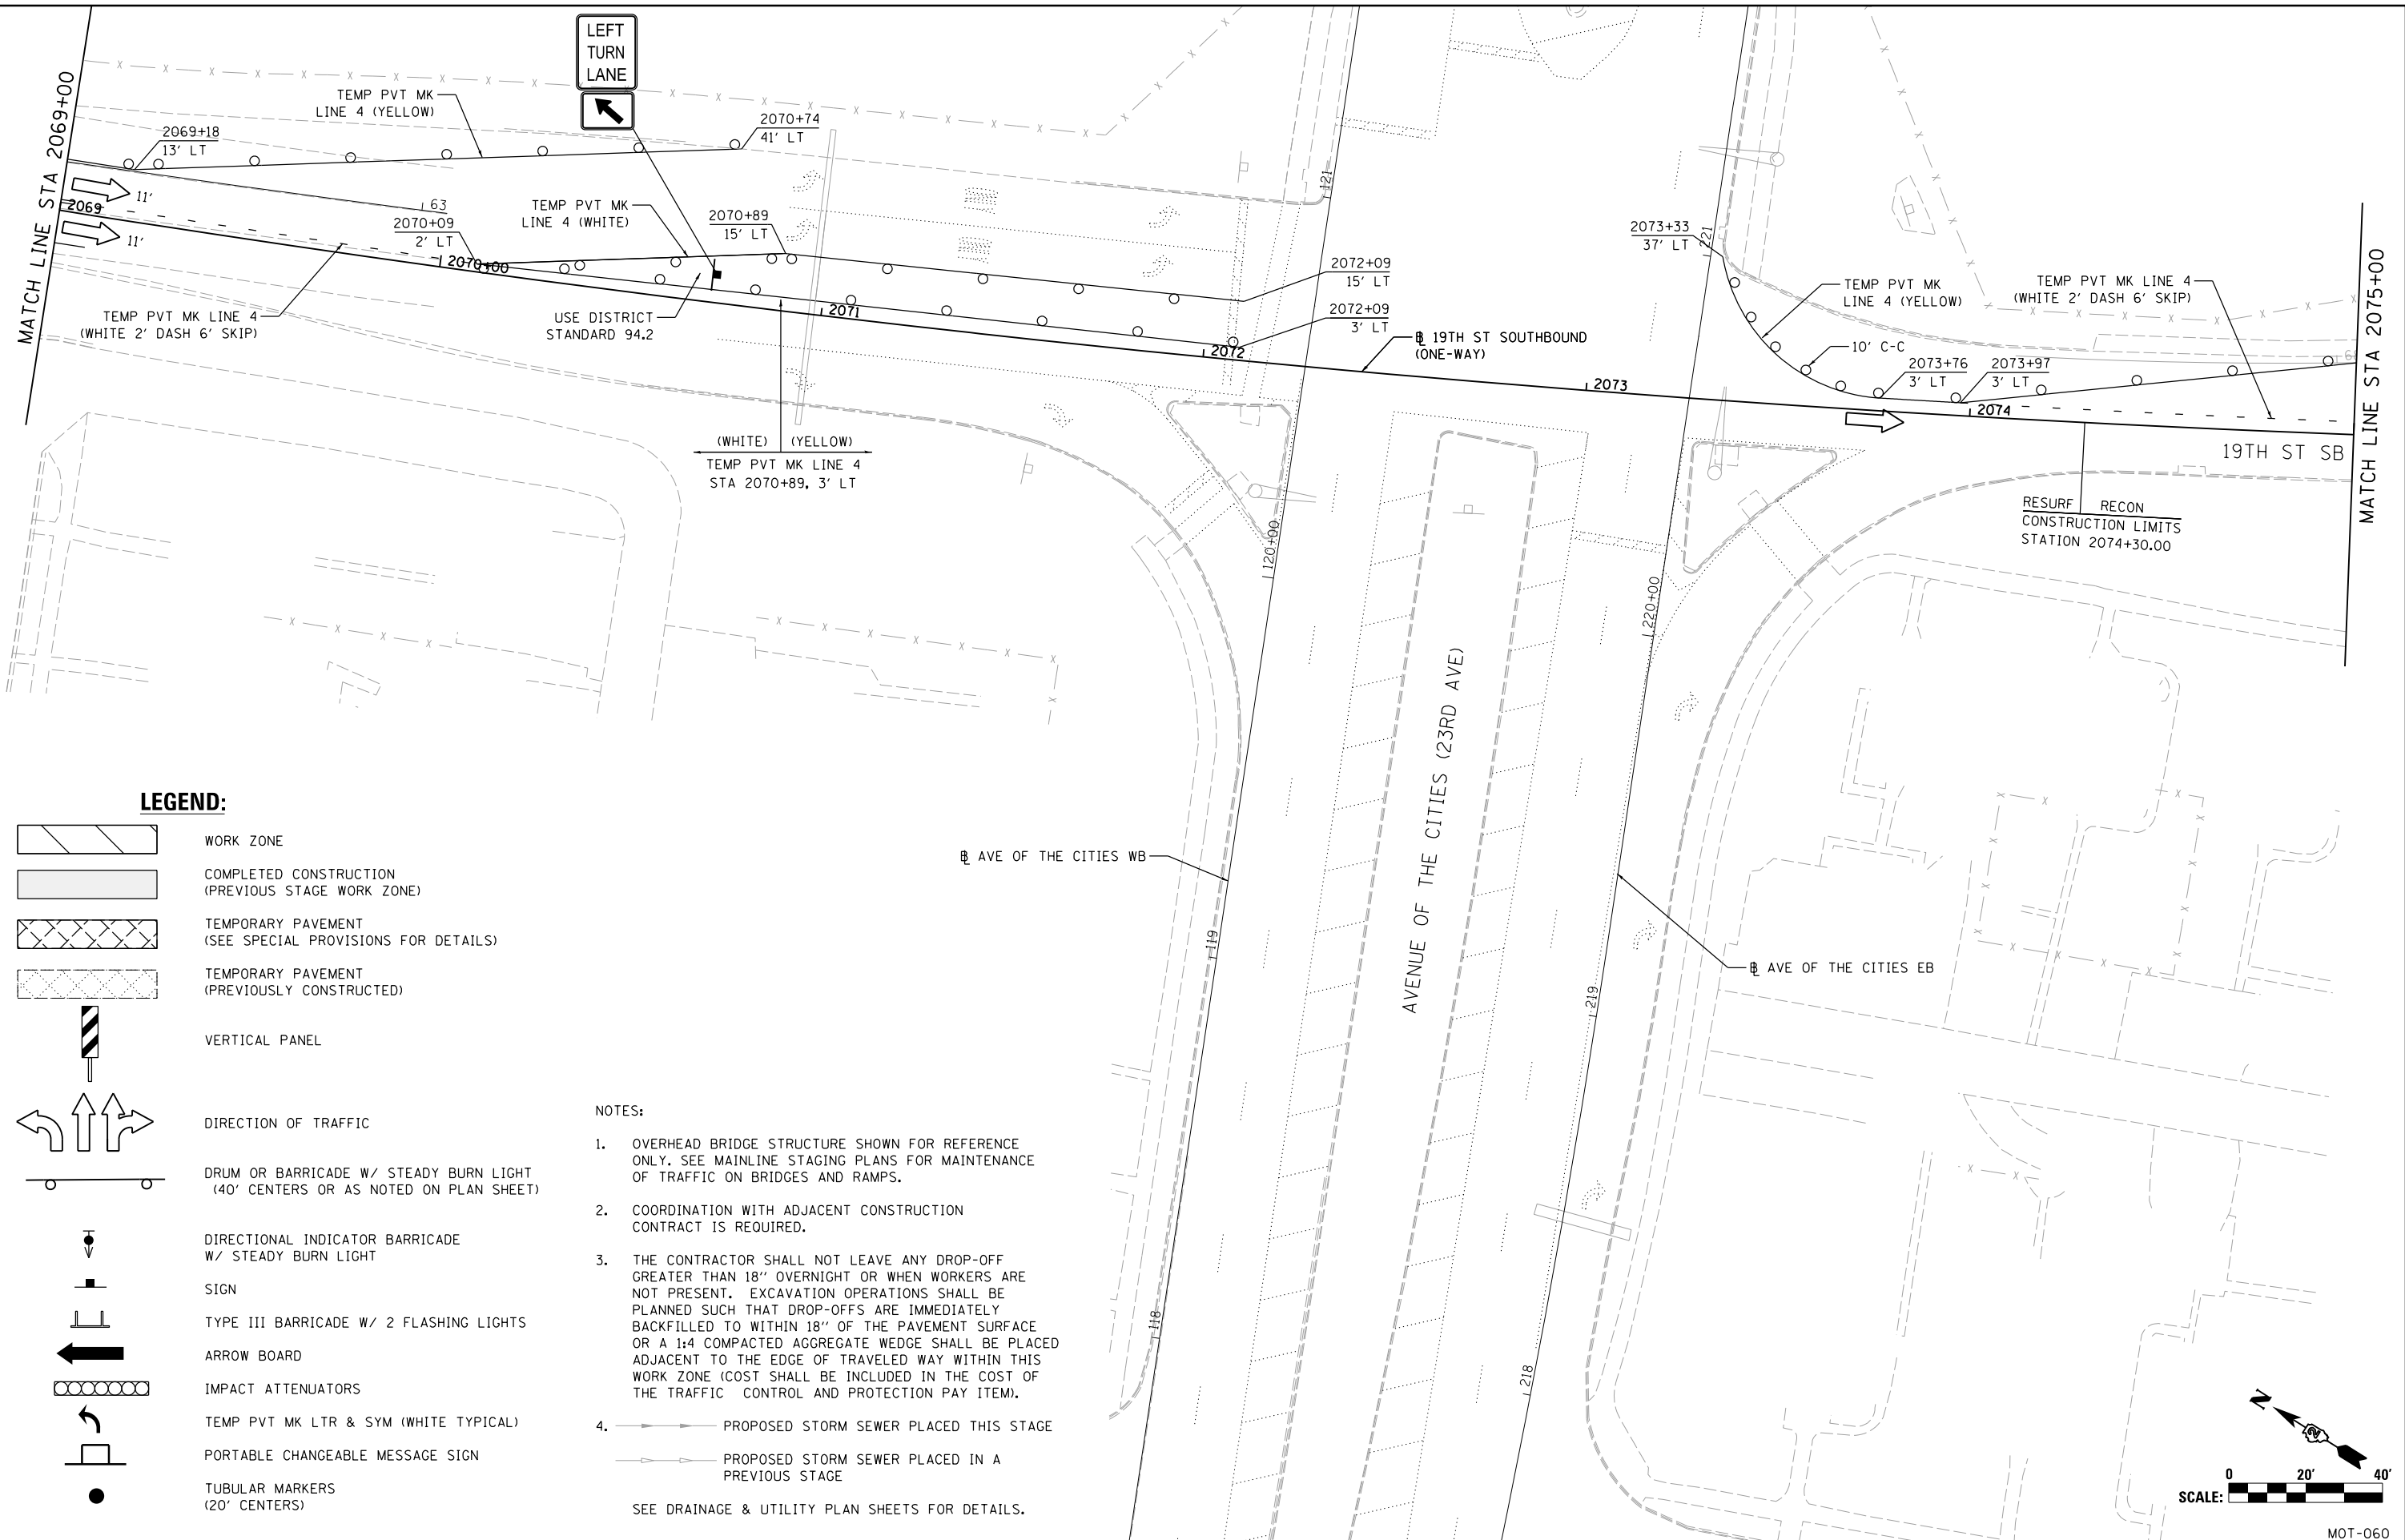 MATCH LINE STA 2069+00
LEFT
TURN
LANE
TEMP PVT MK
LINE 4 (YELLOW)
2069+18
13' LT
2070+74
41' LT
11'
2069
11'
63
2070+09
2' LT
2070+00
TEMP PVT MK
LINE 4 (WHITE)
2070+89
15' LT
TEMP PVT MK LINE 4
(WHITE 2' DASH 6' SKIP)
USE DISTRICT
STANDARD 94.2
2071
(WHITE) (YELLOW)
TEMP PVT MK LINE 4
STA 2070+89, 3' LT
121
2072+09
15' LT
2072+09
3' LT
2072
℄ 19TH ST SOUTHBOUND
(ONE-WAY)
2073
2073+33
37' LT
221
TEMP PVT MK
LINE 4 (YELLOW)
TEMP PVT MK LINE 4
(WHITE 2' DASH 6' SKIP)
10' C-C
2073+76
3' LT
2073+97
3' LT
2074
19TH ST SB
MATCH LINE STA 2075+00
RESURF RECON
CONSTRUCTION LIMITS
STATION 2074+30.00
120+00
220+00
AVENUE OF THE CITIES (23RD AVE)
℄ AVE OF THE CITIES WB
℄ AVE OF THE CITIES EB
119
219
118
218
LEGEND:
WORK ZONE
COMPLETED CONSTRUCTION
(PREVIOUS STAGE WORK ZONE)
TEMPORARY PAVEMENT
(SEE SPECIAL PROVISIONS FOR DETAILS)
TEMPORARY PAVEMENT
(PREVIOUSLY CONSTRUCTED)
VERTICAL PANEL
DIRECTION OF TRAFFIC
DRUM OR BARRICADE W/ STEADY BURN LIGHT
(40' CENTERS OR AS NOTED ON PLAN SHEET)
DIRECTIONAL INDICATOR BARRICADE
W/ STEADY BURN LIGHT
SIGN
TYPE III BARRICADE W/ 2 FLASHING LIGHTS
ARROW BOARD
IMPACT ATTENUATORS
TEMP PVT MK LTR & SYM (WHITE TYPICAL)
PORTABLE CHANGEABLE MESSAGE SIGN
TUBULAR MARKERS
(20' CENTERS)
NOTES:
1. OVERHEAD BRIDGE STRUCTURE SHOWN FOR REFERENCE
ONLY. SEE MAINLINE STAGING PLANS FOR MAINTENANCE
OF TRAFFIC ON BRIDGES AND RAMPS.
2. COORDINATION WITH ADJACENT CONSTRUCTION
CONTRACT IS REQUIRED.
3. THE CONTRACTOR SHALL NOT LEAVE ANY DROP-OFF
GREATER THAN 18'' OVERNIGHT OR WHEN WORKERS ARE
NOT PRESENT. EXCAVATION OPERATIONS SHALL BE
PLANNED SUCH THAT DROP-OFFS ARE IMMEDIATELY
BACKFILLED TO WITHIN 18'' OF THE PAVEMENT SURFACE
OR A 1:4 COMPACTED AGGREGATE WEDGE SHALL BE PLACED
ADJACENT TO THE EDGE OF TRAVELED WAY WITHIN THIS
WORK ZONE (COST SHALL BE INCLUDED IN THE COST OF
THE TRAFFIC CONTROL AND PROTECTION PAY ITEM).
4. PROPOSED STORM SEWER PLACED THIS STAGE
PROPOSED STORM SEWER PLACED IN A
PREVIOUS STAGE
SEE DRAINAGE & UTILITY PLAN SHEETS FOR DETAILS.
N
2
0 20' 40'
SCALE:
MOT-060